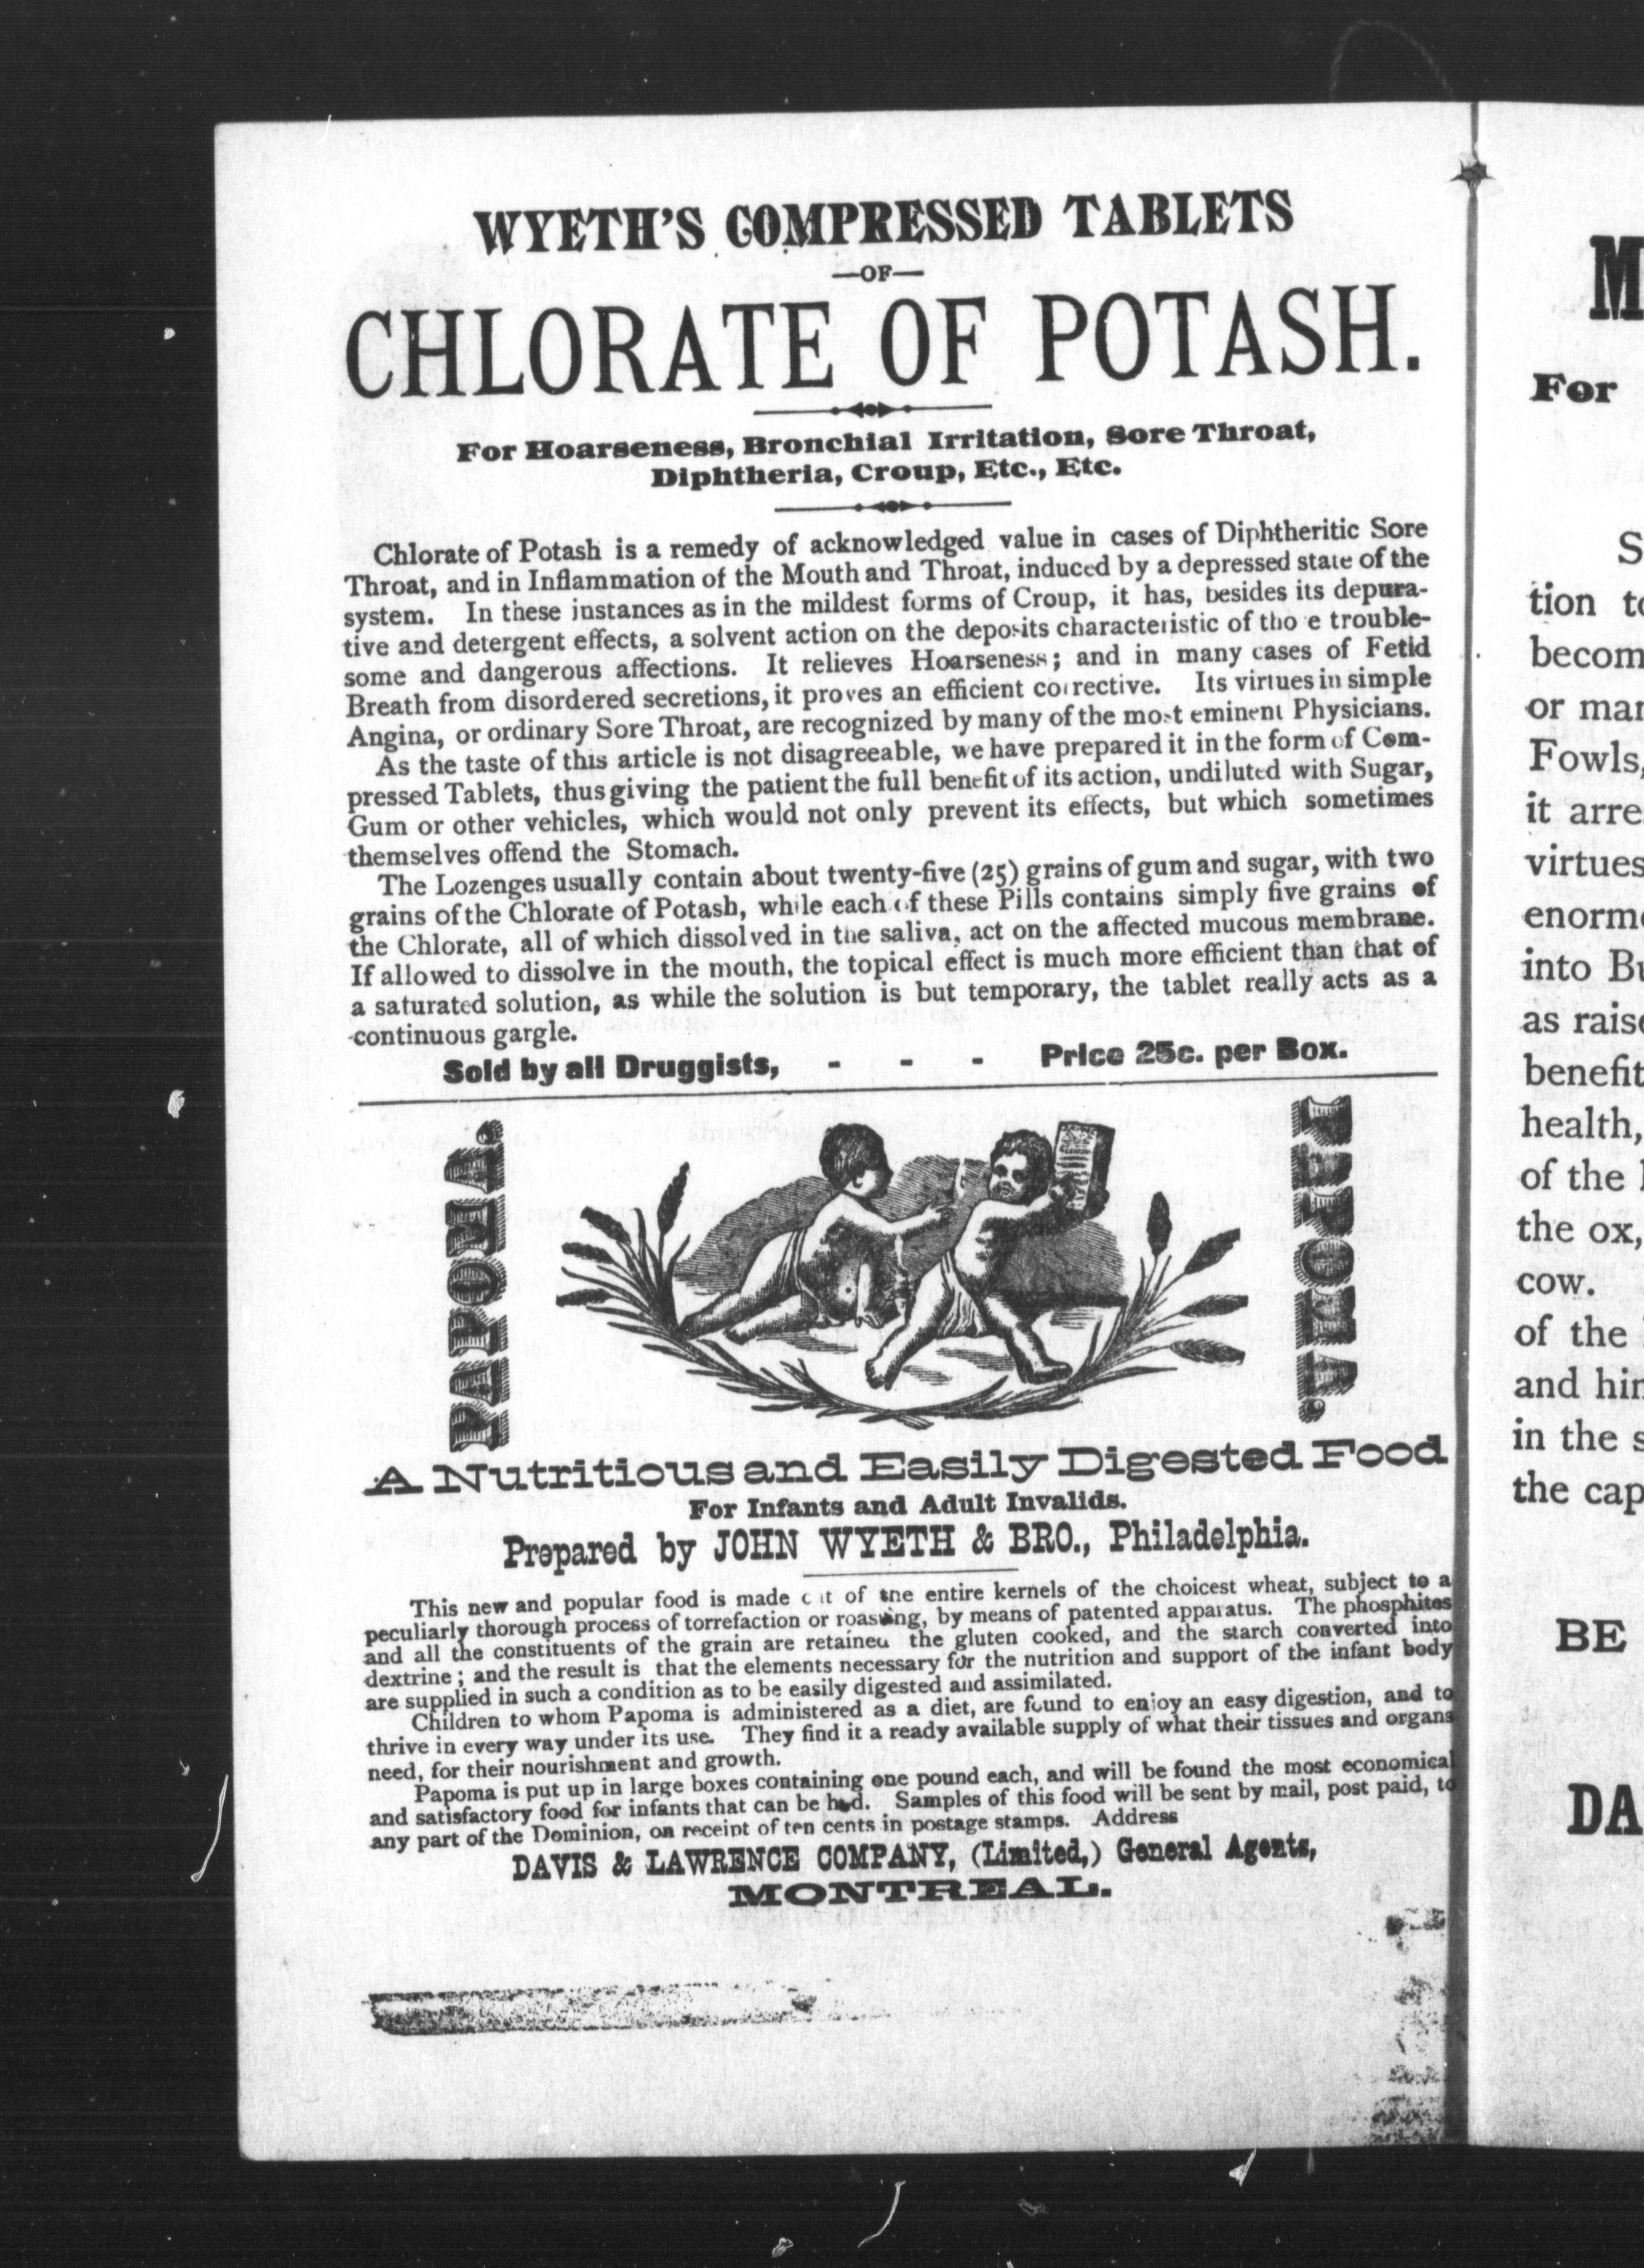 WYETH'S COMPRESSED TABLETS
—OF—
CHLORATE OF POTASH.
For Hoarseness, Bronchial Irritation, Sore Throat,
Diphtheria, Croup, Etc., Etc.
Chlorate of Potash is a remedy of acknowledged value in cases of Diphtheritic Sore
Throat, and in Inflammation of the Mouth and Throat, induced by a depressed state of the
system. In these instances as in the mildest forms of Croup, it has, besides its depura-
tive and detergent effects, a solvent action on the deposits characteristic of tho e trouble-
some and dangerous affections. It relieves Hoarseness; and in many cases of Fetid
Breath from disordered secretions, it proves an efficient corrective. Its virtues in simple
Angina, or ordinary Sore Throat, are recognized by many of the most eminent Physicians.
As the taste of this article is not disagreeable, we have prepared it in the form of Com-
pressed Tablets, thus giving the patient the full benefit of its action, undiluted with Sugar,
Gum or other vehicles, which would not only prevent its effects, but which sometimes
themselves offend the Stomach.
The Lozenges usually contain about twenty-five (25) grains of gum and sugar, with two
grains of the Chlorate of Potash, while each of these Pills contains simply five grains of
the Chlorate, all of which dissolved in the saliva, act on the affected mucous membrane.
If allowed to dissolve in the mouth, the topical effect is much more efficient than that of
a saturated solution, as while the solution is but temporary, the tablet really acts as a
continuous gargle.
Sold by all Druggists, - - - Price 25c. per Box.
PAPOMA.
PAPOMA.
A Nutritious and Easily Digested Food
For Infants and Adult Invalids.
Prepared by JOHN WYETH & BRO., Philadelphia.
This new and popular food is made out of the entire kernels of the choicest wheat, subject to a
peculiarly thorough process of torrefaction or roasting, by means of patented apparatus. The phosphites
and all the constituents of the grain are retained the gluten cooked, and the starch converted into
dextrine; and the result is that the elements necessary for the nutrition and support of the infant body
are supplied in such a condition as to be easily digested and assimilated.
Children to whom Papoma is administered as a diet, are found to enjoy an easy digestion, and to
thrive in every way under its use. They find it a ready available supply of what their tissues and organs
need, for their nourishment and growth.
Papoma is put up in large boxes containing one pound each, and will be found the most economical
and satisfactory food for infants that can be had. Samples of this food will be sent by mail, post paid, to
any part of the Dominion, on receipt of ten cents in postage stamps. Address
DAVIS & LAWRENCE COMPANY, (Limited,) General Agents,
MONTREAL.
M
For
S
tion to
becom
or mar
Fowls,
it arre
virtues
enormo
into Bu
as raise
benefit
health,
of the
the ox,
cow.
of the
and hin
in the s
the cap
BE
DA